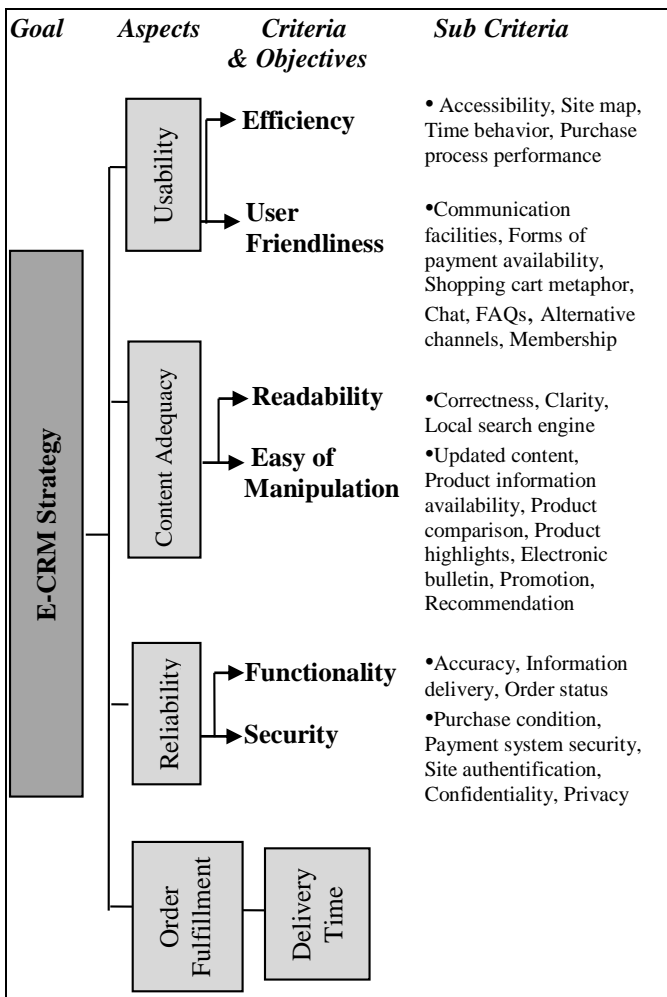 Goal Aspects Criteria & Objectives Sub Criteria
E-CRM Strategy
Usability
Efficiency
• Accessibility, Site map,
Time behavior, Purchase
process performance
User
Friendliness
•Communication
facilities, Forms of
payment availability,
Shopping cart metaphor,
Chat, FAQs, Alternative
channels, Membership
Content Adequacy
Readability
•Correctness, Clarity,
Local search engine
Easy of
Manipulation
•Updated content,
Product information
availability, Product
comparison, Product
highlights, Electronic
bulletin, Promotion,
Recommendation
Reliability
Functionality
•Accuracy, Information
delivery, Order status
Security
•Purchase condition,
Payment system security,
Site authentification,
Confidentiality, Privacy
Order
Fulfillment
Delivery
Time